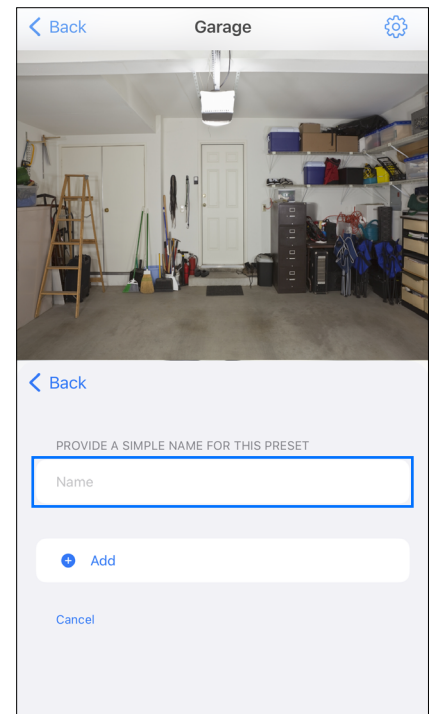 Back
Garage
Back
PROVIDE A SIMPLE NAME FOR THIS PRESET
Name
Add
Cancel